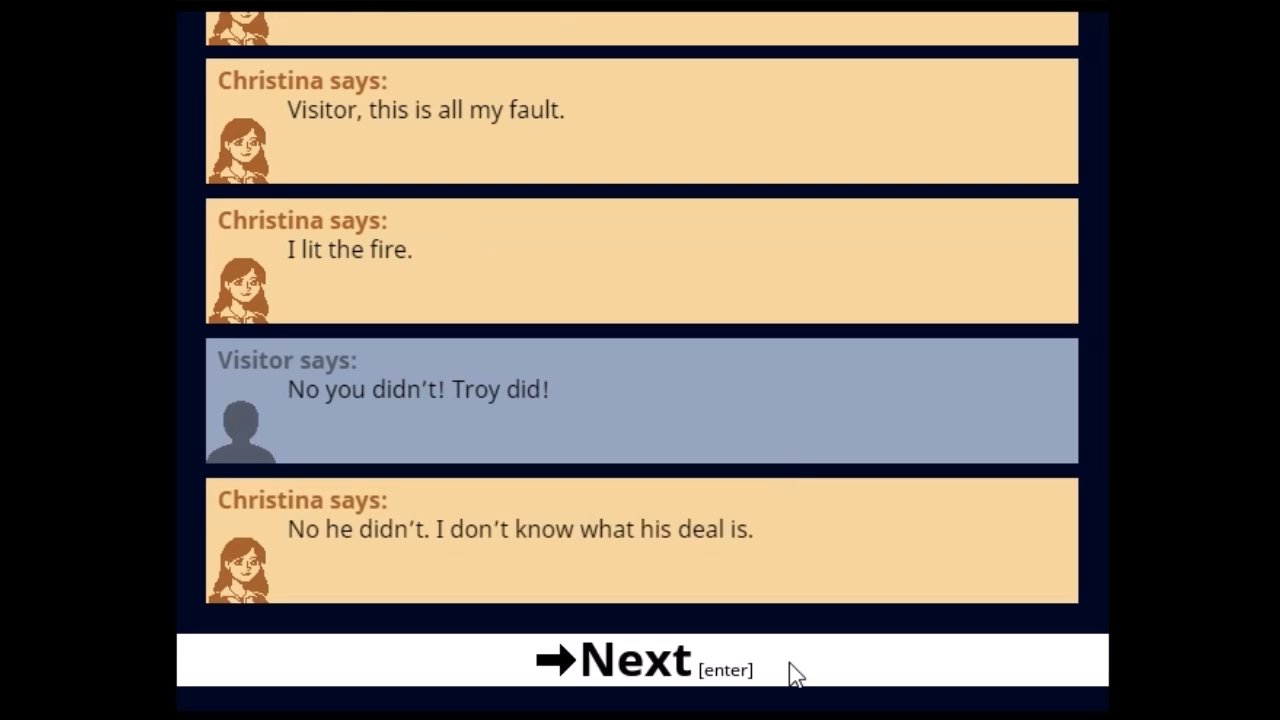 Christina says:
Visitor, this is all my fault.
Christina says:
I lit the fire.
Visitor says:
No you didn’t! Troy did!
Christina says:
No he didn’t. I don’t know what his deal is.
➡Next [enter]